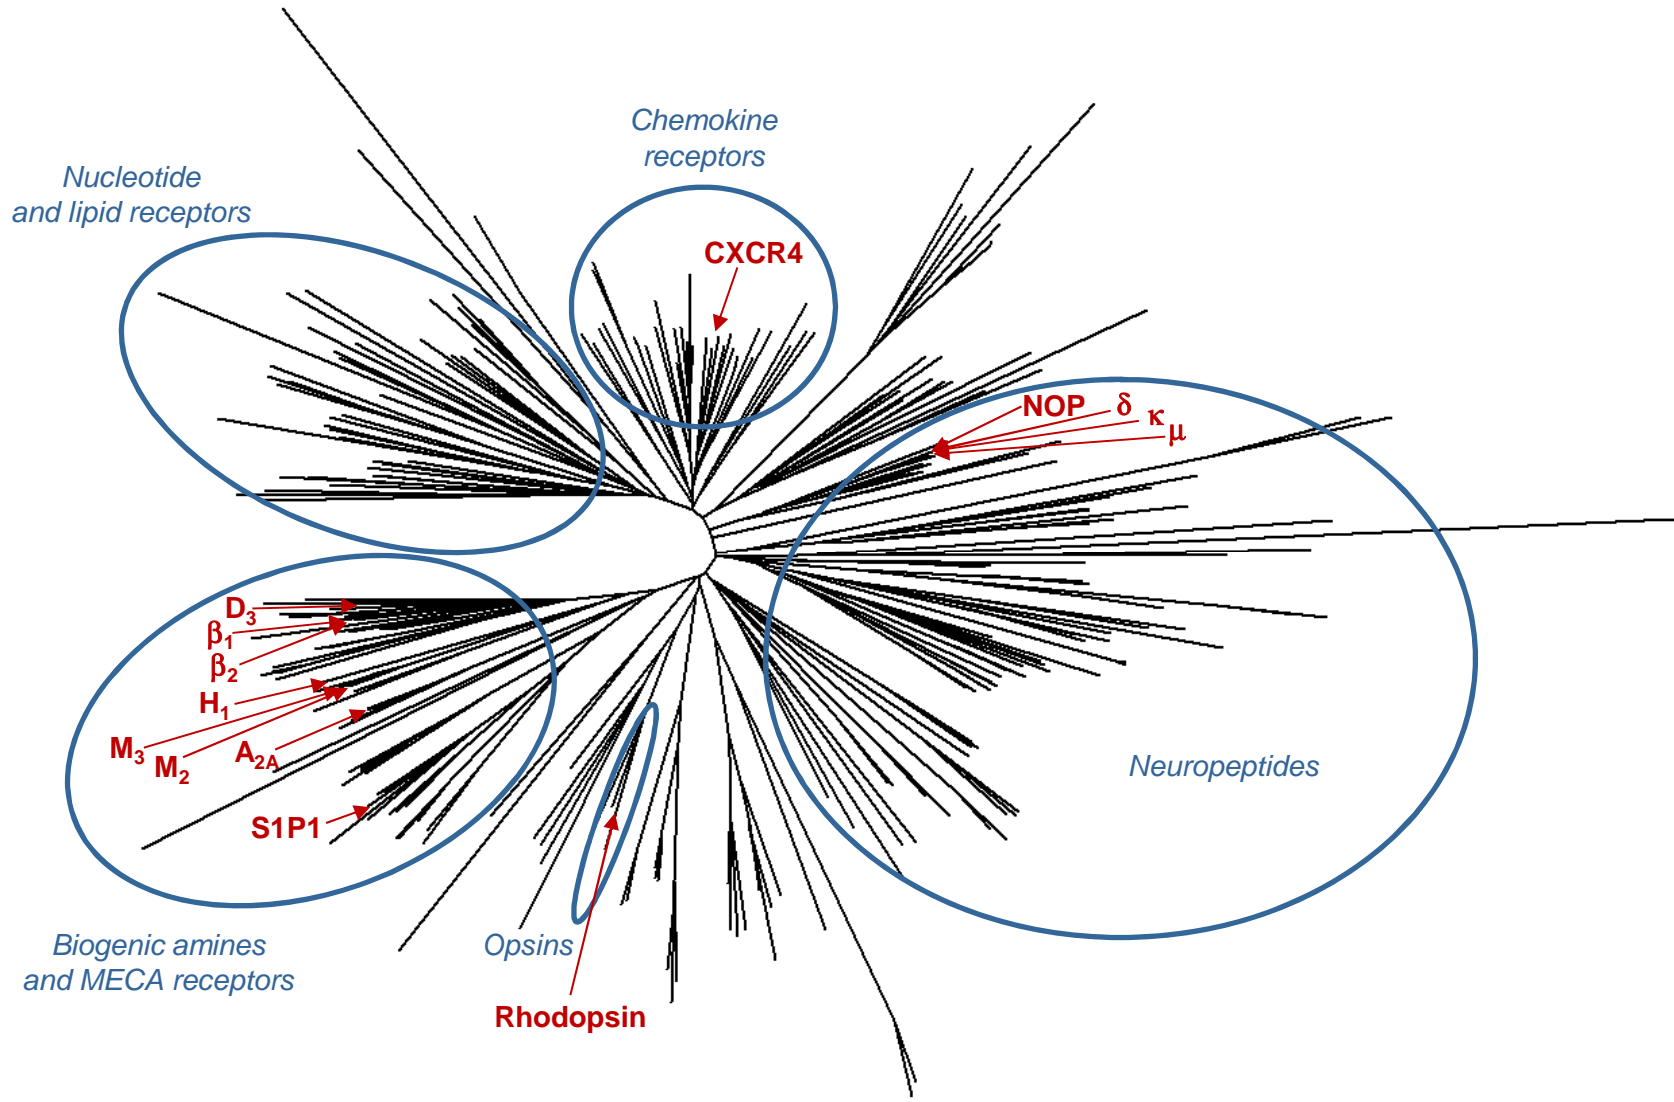 Chemokine
receptors
Nucleotide
and lipid receptors
CXCR4
NOP
δ
κ
μ
D3
β1
β2
H1
M3
M2
A2A
S1P1
Neuropeptides
Biogenic amines
and MECA receptors
Opsins
Rhodopsin